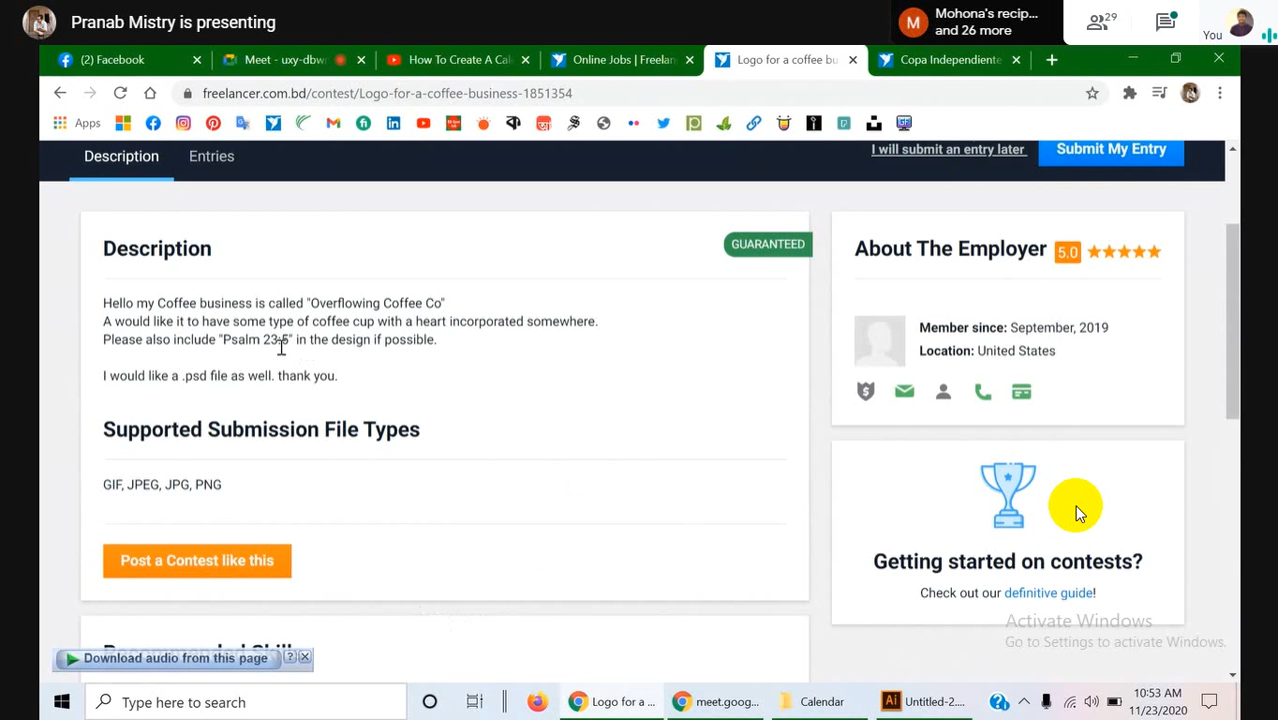 Pranab Mistry is presenting
M
Mohona's recip...
and 26 more
29
You
(2) Facebook
Meet - uxy-dbw
How To Create A Cal
Online Jobs | Freelan
Logo for a coffee bu
Copa Independiente
freelancer.com.bd/contest/Logo-for-a-coffee-business-1851354
Apps
Description
Entries
I will submit an entry later
Submit My Entry
Description
GUARANTEED
Hello my Coffee business is called "Overflowing Coffee Co"
A would like it to have some type of coffee cup with a heart incorporated somewhere.
Please also include "Psalm 23:5" in the design if possible.
I would like a .psd file as well. thank you.
Supported Submission File Types
GIF, JPEG, JPG, PNG
Post a Contest like this
About The Employer
5.0
Member since: September, 2019
Location: United States
Getting started on contests?
Check out our definitive guide!
Activate Windows
Go to Settings to activate Windows.
Download audio from this page
?
Type here to search
Logo for a ...
meet.goog...
Calendar
Ai
Untitled-2....
10:53 AM
11/23/2020